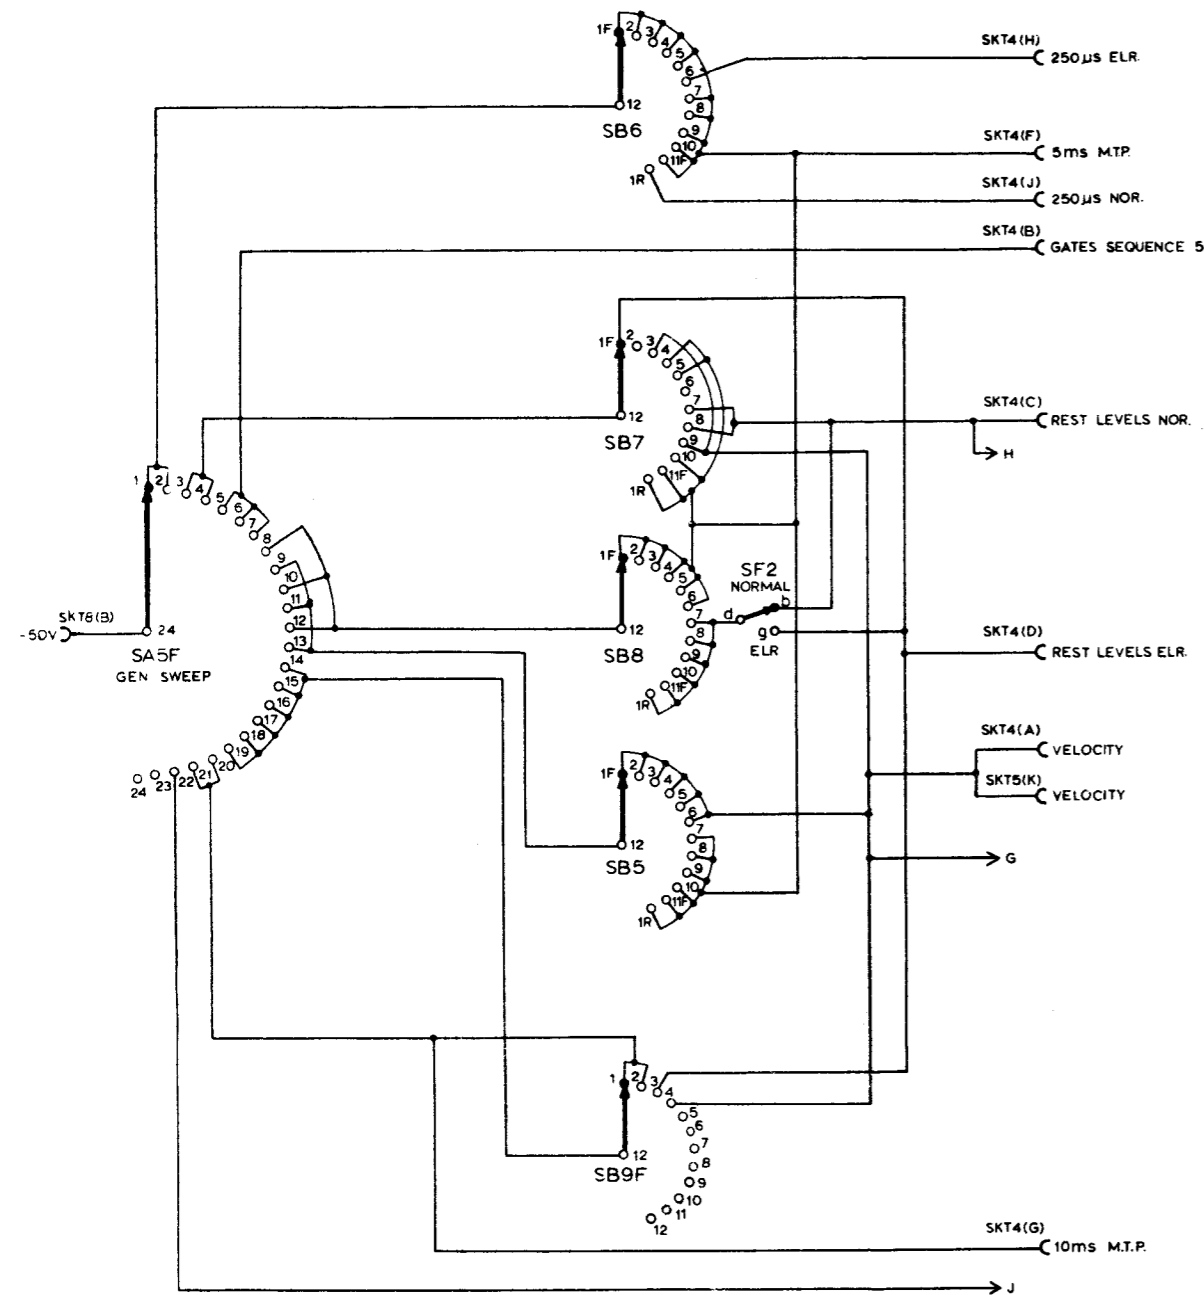 SKT4(H)
250µs ELR.
1F 2 3 4 5 6 7 8 9 10 11F 1R
12
SB6
SKT4(F)
5ms M.T.P.
SKT4(J)
250µs NOR.
SKT4(B)
GATES SEQUENCE 5
1F 2 3 4 5 6 7 8 9 10 11F 1R
12
SB7
SKT4(C)
REST LEVELS NOR.
H
1 2 3 4 5 6 7 8 9 10 11 12 13 14 15 16 17 18 19 20 21 22 23 24
-50V
SKT8(B)
24
SA5F
GEN SWEEP
1F 2 3 4 5 6 7 8 9 10 11F 1R
12
SB8
SF2
NORMAL
d
b
g
ELR
SKT4(D)
REST LEVELS ELR.
SKT4(A)
VELOCITY
SKT5(K)
VELOCITY
1F 2 3 4 5 6 7 8 9 10 11F 1R
12
SB5
G
1 2 3 4 5 6 7 8 9 10 11 12
12
SB9F
SKT4(G)
10ms M.T.P.
J